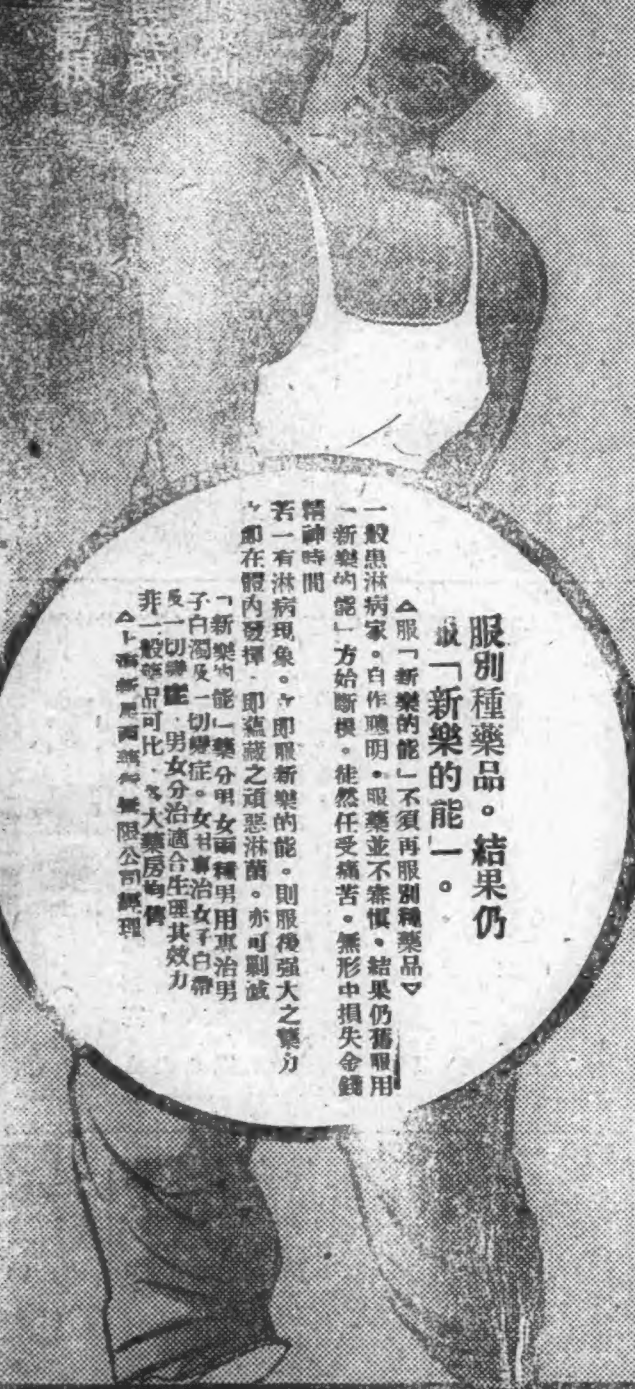 服別種藥品。結果仍
服「新樂的能」。
△服「新樂的能」不須再服別種藥品▽
一般患淋病家。自作聰明。服藥並不審慎。結果仍舊服用
「新樂的能」方始斷根。徒然任受痛苦。無形中損失金錢
精神時間
若一有淋病現象。立即服新樂的能。則服後强大之藥力
立即在體內發揮。即蘊藏之頑惡淋菌。亦可剿滅
「新樂的能」藥分男女兩種男用專治男
子白濁及一切變症。女用專治女子白帶
及一切變症。男女分治適合生理其效力
非一般藥品可比。各大藥房均售
△上海新 無限公司經理